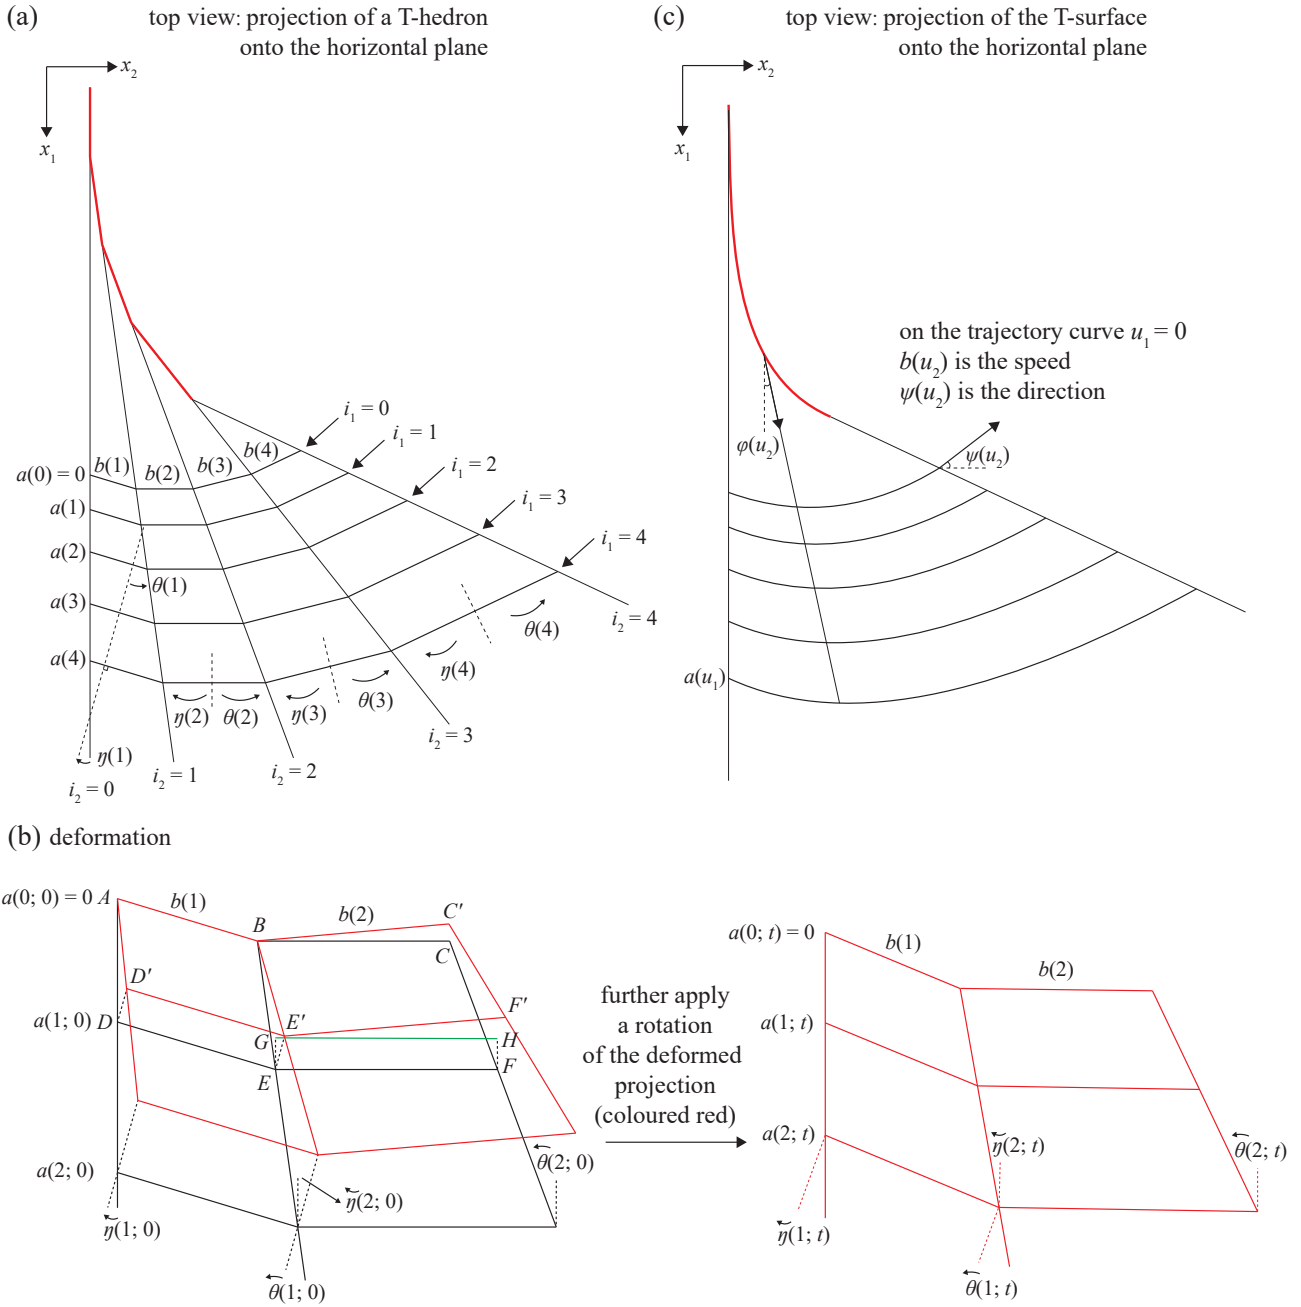 (a)
top view: projection of a T-hedron
onto the horizontal plane
x₂
x₁
i₁ = 0
i₁ = 1
i₁ = 2
i₁ = 3
i₁ = 4
a(0) = 0
b(1)
b(2)
b(3)
b(4)
a(1)
a(2)
a(3)
a(4)
θ(1)
η(2)
θ(2)
η(3)
θ(3)
η(4)
θ(4)
η(1)
i₂ = 0
i₂ = 1
i₂ = 2
i₂ = 3
i₂ = 4
(c)
top view: projection of the T-surface
onto the horizontal plane
x₂
x₁
on the trajectory curve u₁ = 0
b(u₂) is the speed
ψ(u₂) is the direction
φ(u₂)
ψ(u₂)
a(u₁)
(b) deformation
a(0; 0) = 0 A
b(1)
B
b(2)
C′
C
D′
a(1; 0) D
E′
G
E
F′
H
F
a(2; 0)
η(1; 0)
η(2; 0)
θ(1; 0)
θ(2; 0)
further apply
a rotation
of the deformed
projection
(coloured red)
a(0; t) = 0
b(1)
b(2)
a(1; t)
a(2; t)
η(2; t)
θ(2; t)
η(1; t)
θ(1; t)